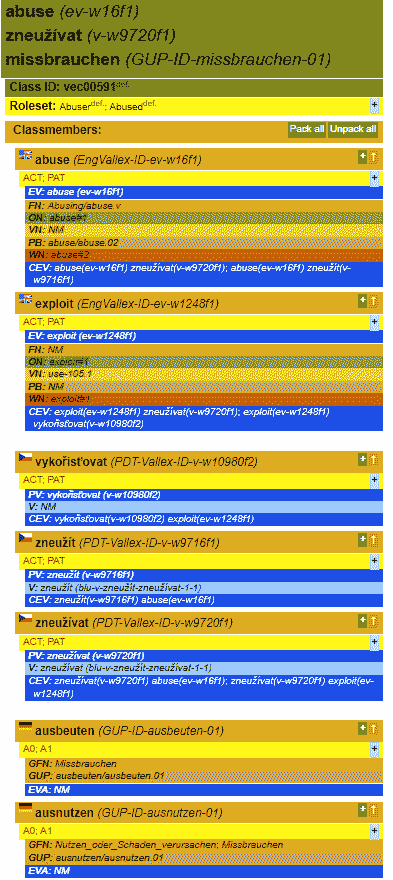 abuse (ev-w16f1)
zneužívat (v-w9720f1)
missbrauchen (GUP-ID-missbrauchen-01)
Class ID: vec00591def.
Roleset: Abuserdef.; Abuseddef. +
Classmembers: Pack all Unpack all
abuse (EngVallex-ID-ev-w16f1) + ↑
ACT; PAT +
EV: abuse (ev-w16f1)
FN: Abusing/abuse.v
ON: abuse#1
VN: NM
PB: abuse/abuse.02
WN: abuse#2
CEV: abuse(ev-w16f1) zneužívat(v-w9720f1); abuse(ev-w16f1) zneužít(v-
w9716f1)
exploit (EngVallex-ID-ev-w1248f1) + ↑
ACT; PAT +
EV: exploit (ev-w1248f1)
FN: NM
ON: exploit#1
VN: use-105.1
PB: NM
WN: exploit#1
CEV: exploit(ev-w1248f1) zneužívat(v-w9720f1); exploit(ev-w1248f1)
vykořisťovat(v-w10980f2)
vykořisťovat (PDT-Vallex-ID-v-w10980f2) + ↑
ACT; PAT +
PV: vykořisťovat (v-w10980f2)
V: NM
CEV: vykořisťovat(v-w10980f2) exploit(ev-w1248f1)
zneužít (PDT-Vallex-ID-v-w9716f1) + ↑
ACT; PAT +
PV: zneužít (v-w9716f1)
V: zneužít (blu-v-zneužít-zneužívat-1-1)
CEV: zneužít(v-w9716f1) abuse(ev-w16f1)
zneužívat (PDT-Vallex-ID-v-w9720f1) + ↑
ACT; PAT +
PV: zneužívat (v-w9720f1)
V: zneužívat (blu-v-zneužít-zneužívat-1-1)
CEV: zneužívat(v-w9720f1) abuse(ev-w16f1); zneužívat(v-w9720f1) exploit(ev-
w1248f1)
ausbeuten (GUP-ID-ausbeuten-01) + ↑
A0; A1 +
GFN: Missbrauchen
GUP: ausbeuten/ausbeuten.01
EVA: NM
ausnutzen (GUP-ID-ausnutzen-01) + ↑
A0; A1 +
GFN: Nutzen_oder_Schaden_verursachen; Missbrauchen
GUP: ausnutzen/ausnutzen.01
EVA: NM